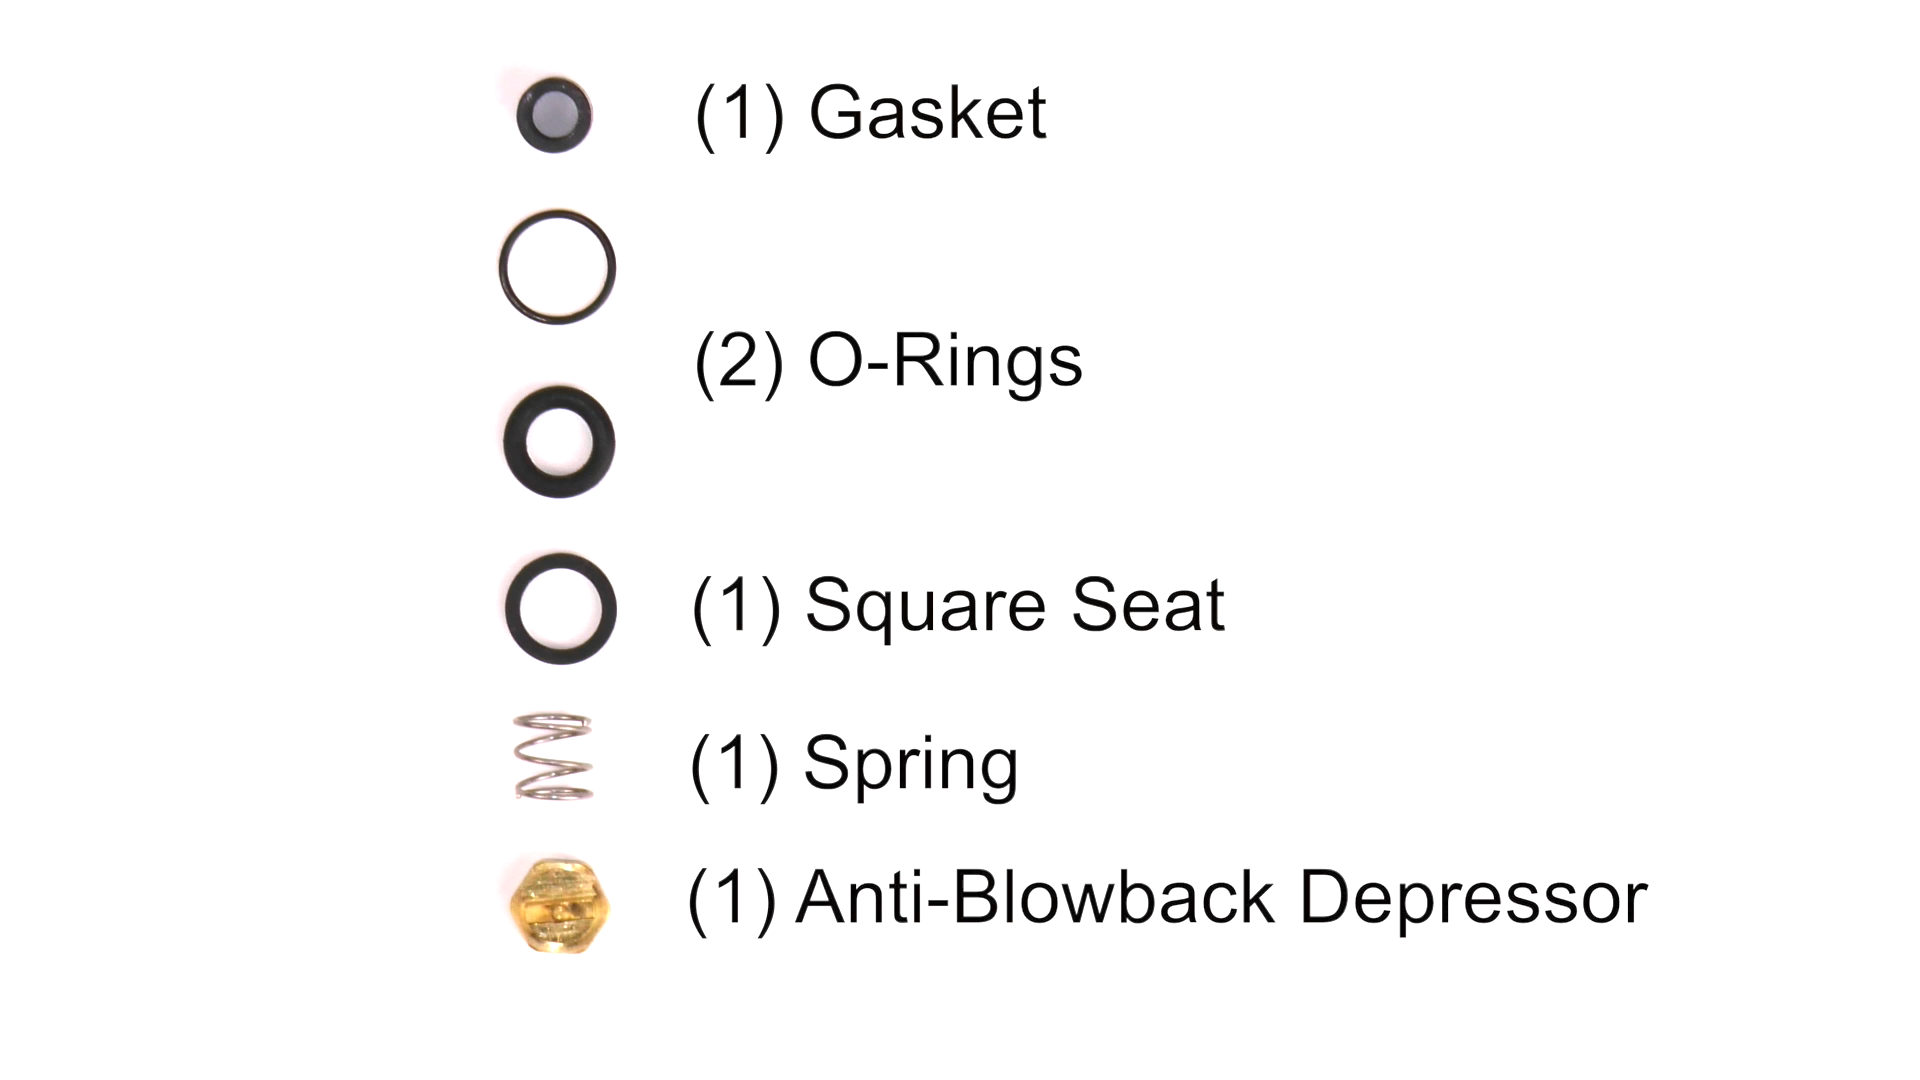 (1) Gasket
(2) O-Rings
(1) Square Seat
(1) Spring
(1) Anti-Blowback Depressor